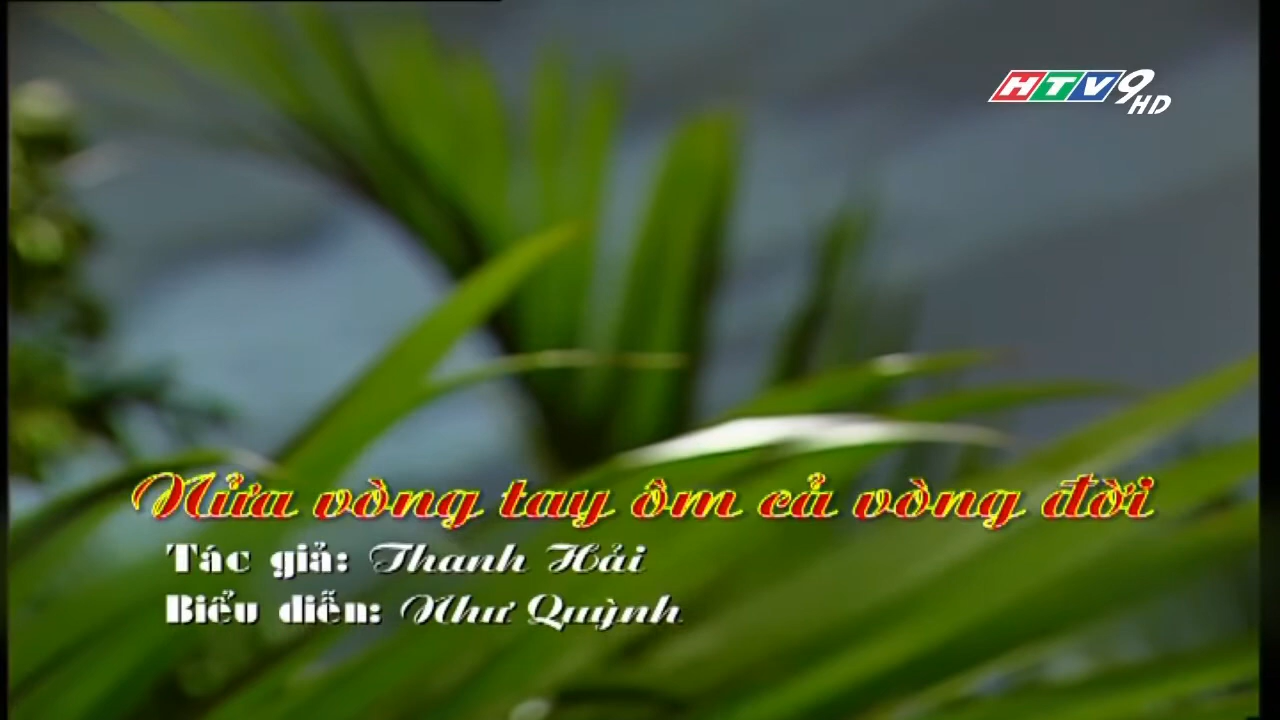 HTV9
HD
Nửa vòng tay ôm cả vòng đời
Tác giả: Thanh Hải
Biểu diễn: Như Quỳnh